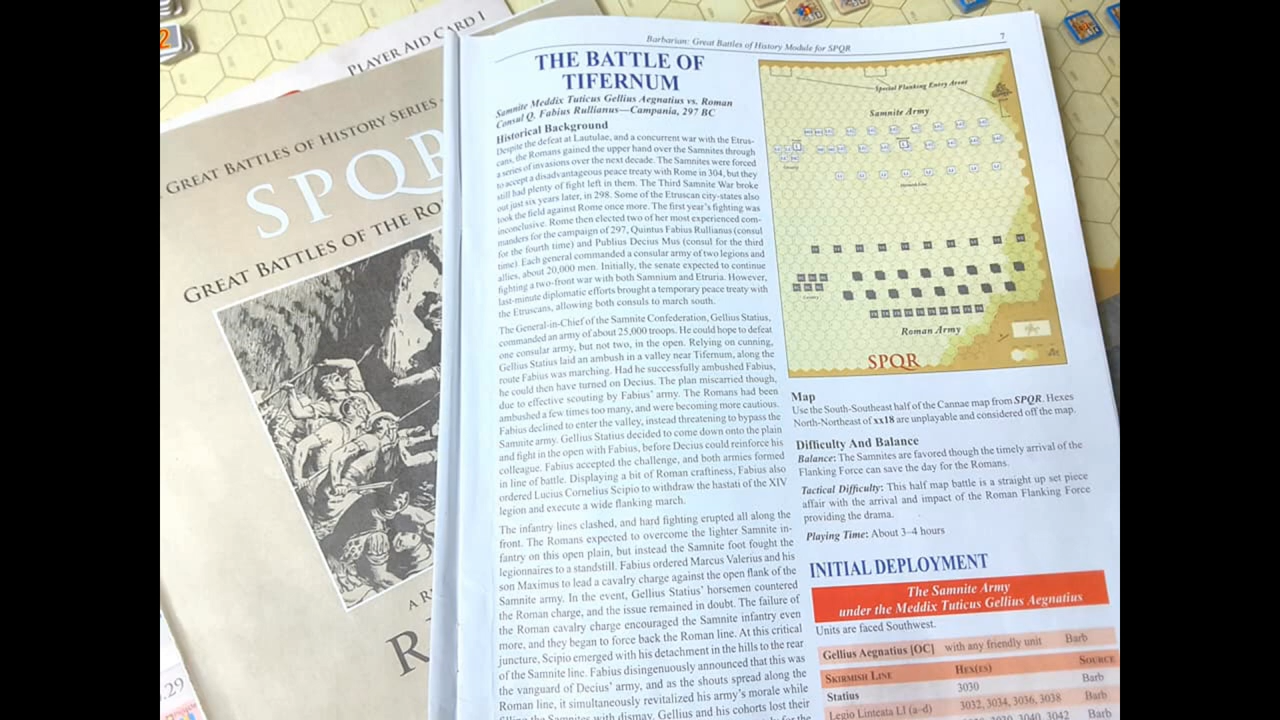 PLAYER AID CARD 1
GREAT BATTLES OF HISTORY SERIES
SPQR
GREAT BATTLES OF THE RO
A R
R
.29
Barbarian: Great Battles of History Module for SPQR
7
THE BATTLE OF
TIFERNUM
Samnite Meddix Tuticus Gellius Aegnatius vs. Roman
Consul Q. Fabius Rullianus—Campania, 297 BC
Historical Background
Despite the defeat at Lautulae, and a concurrent war with the Etrus-
cans, the Romans gained the upper hand over the Samnites through
a series of invasions over the next decade. The Samnites were forced
to accept a disadvantageous peace treaty with Rome in 304, but they
still had plenty of fight left in them. The Third Samnite War broke
out just six years later, in 298. Some of the Etruscan city-states also
took the field against Rome once more. The first year's fighting was
inconclusive. Rome then elected two of her most experienced com-
manders for the campaign of 297, Quintus Fabius Rullianus (consul
for the fourth time) and Publius Decius Mus (consul for the third
time). Each general commanded a consular army of two legions and
allies, about 20,000 men. Initially, the senate expected to continue
fighting a two-front war with both Samnium and Etruria. However,
last-minute diplomatic efforts brought a temporary peace treaty with
the Etruscans, allowing both consuls to march south.
The General-in-Chief of the Samnite Confederation, Gellius Statius,
commanded an army of about 25,000 troops. He could hope to defeat
one consular army, but not two, in the open. Relying on cunning,
Gellius Statius laid an ambush in a valley near Tifernum, along the
route Fabius was marching. Had he successfully ambushed Fabius,
he could then have turned on Decius. The plan miscarried though,
due to effective scouting by Fabius' army. The Romans had been
ambushed a few times too many, and were becoming more cautious.
Fabius declined to enter the valley, instead threatening to bypass the
Samnite army. Gellius Statius decided to come down onto the plain
and fight in the open with Fabius, before Decius could reinforce his
colleague. Fabius accepted the challenge, and both armies formed
in line of battle. Displaying a bit of Roman craftiness, Fabius also
ordered Lucius Cornelius Scipio to withdraw the hastati of the XIV
legion and execute a wide flanking march.
The infantry lines clashed, and hard fighting erupted all along the
front. The Romans expected to overcome the lighter Samnite in-
fantry on this open plain, but instead the Samnite foot fought the
legionnaires to a standstill. Fabius ordered Marcus Valerius and his
son Maximus to lead a cavalry charge against the open flank of the
Samnite army. In the event, Gellius Statius' horsemen countered
the Roman charge, and the issue remained in doubt. The failure of
the Roman cavalry charge encouraged the Samnite infantry even
more, and they began to force back the Roman line. At this critical
juncture, Scipio emerged with his detachment in the hills to the rear
of the Samnite line. Fabius disingenuously announced that this was
the vanguard of Decius' army, and as the shouts spread along the
Roman line, it simultaneously revitalized his army's morale while
filling the Samnites with dismay. Gellius and his cohorts lost their
Special Flanking Entry Areas
Samnite Army
Cavalry
Skirmish Line
Cavalry
Roman Army
SPQR
Map
Use the South-Southeast half of the Cannae map from SPQR. Hexes
North-Northeast of xx18 are unplayable and considered off the map.
Difficulty And Balance
Balance: The Samnites are favored though the timely arrival of the
Flanking Force can save the day for the Romans.
Tactical Difficulty: This half map battle is a straight up set piece
affair with the arrival and impact of the Roman Flanking Force
providing the drama.
Playing Time: About 3–4 hours
INITIAL DEPLOYMENT
The Samnite Army
under the Meddix Tuticus Gellius Aegnatius
Units are faced Southwest.
Gellius Aegnatius [OC] with any friendly unit Barb
SKIRMISH LINE HEX(ES) SOURCE
Statius 3030 Barb
Legio Linteata LI (a–d) 3032, 3034, 3036, 3038 Barb
3040, 3042 Barb